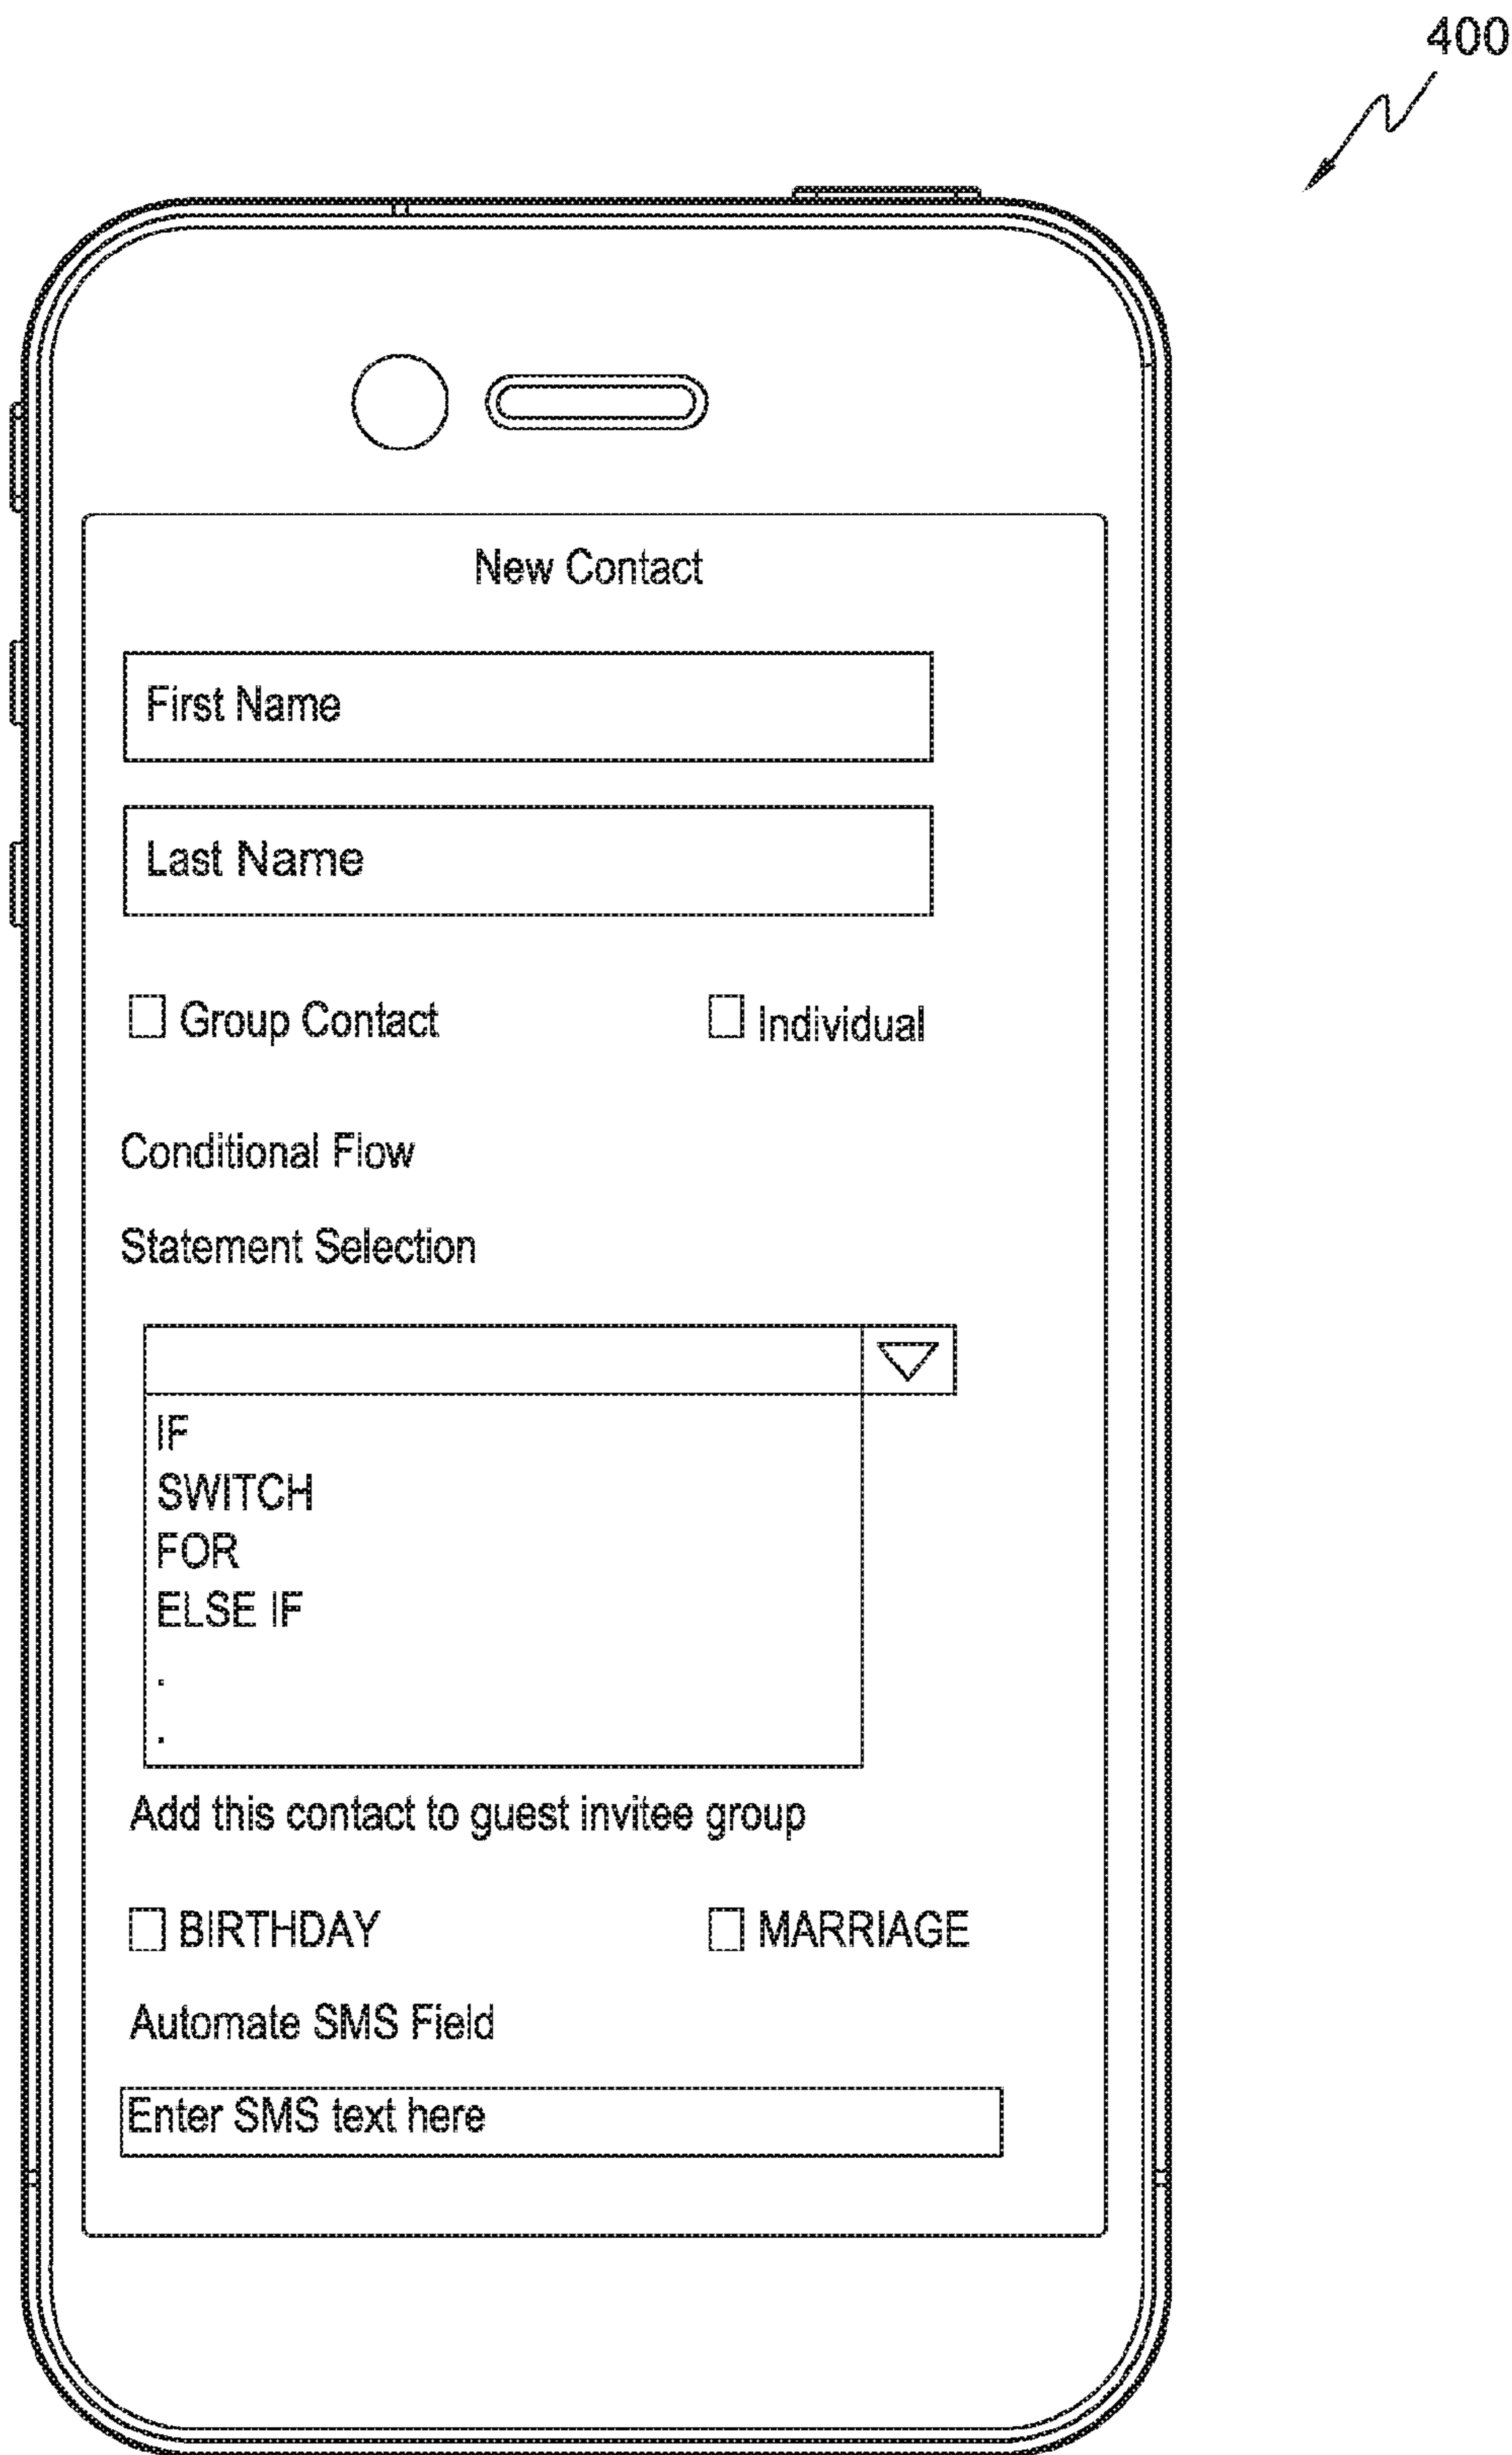 400
New Contact
First Name
Last Name
Group Contact Individual
Conditional Flow
Statement Selection
IF
SWITCH
FOR
ELSE IF
.
.
Add this contact to guest invitee group
BIRTHDAY MARRIAGE
Automate SMS Field
Enter SMS text here